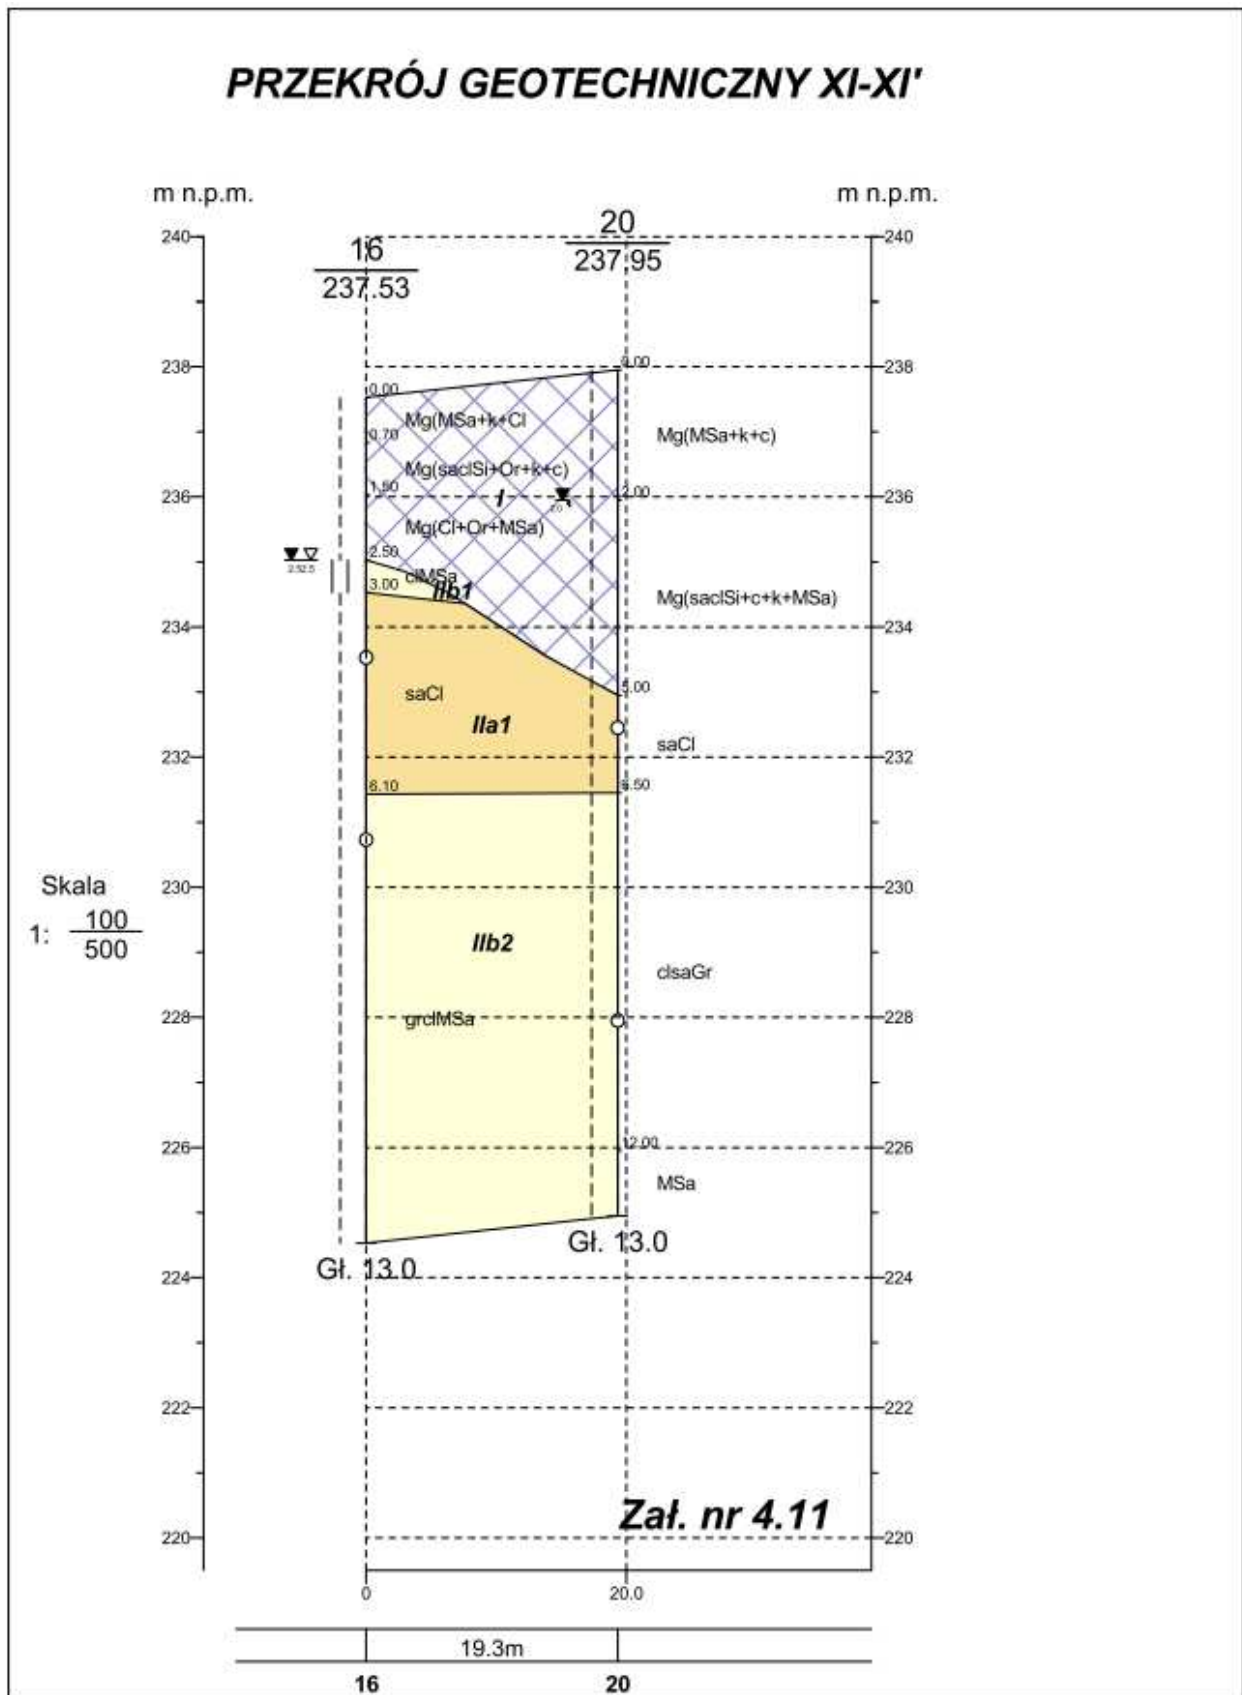 PRZEKRÓJ GEOTECHNICZNY XI-XI'
m n.p.m.
m n.p.m.
20
237.95
16
237.53
240
240
238
238
0.00
0.00
Mg(MSa+k+Cl
0.70
Mg(MSa+k+c)
Mg(saclSi+Or+k+c)
1.50
236
I
2.0
2.00
236
Mg(Cl+Or+MSa)
2.50
2.52.5
clMSa
IIb1
3.00
Mg(saclSi+c+k+MSa)
234
234
saCl
5.00
IIa1
saCl
232
232
6.10
6.50
Skala
1: 100
500
230
230
IIb2
clsaGr
228
grclMSa
228
226
12.00
226
MSa
Gł. 13.0
Gł. 13.0
224
224
222
222
Zał. nr 4.11
220
220
0
20.0
19.3m
16
20